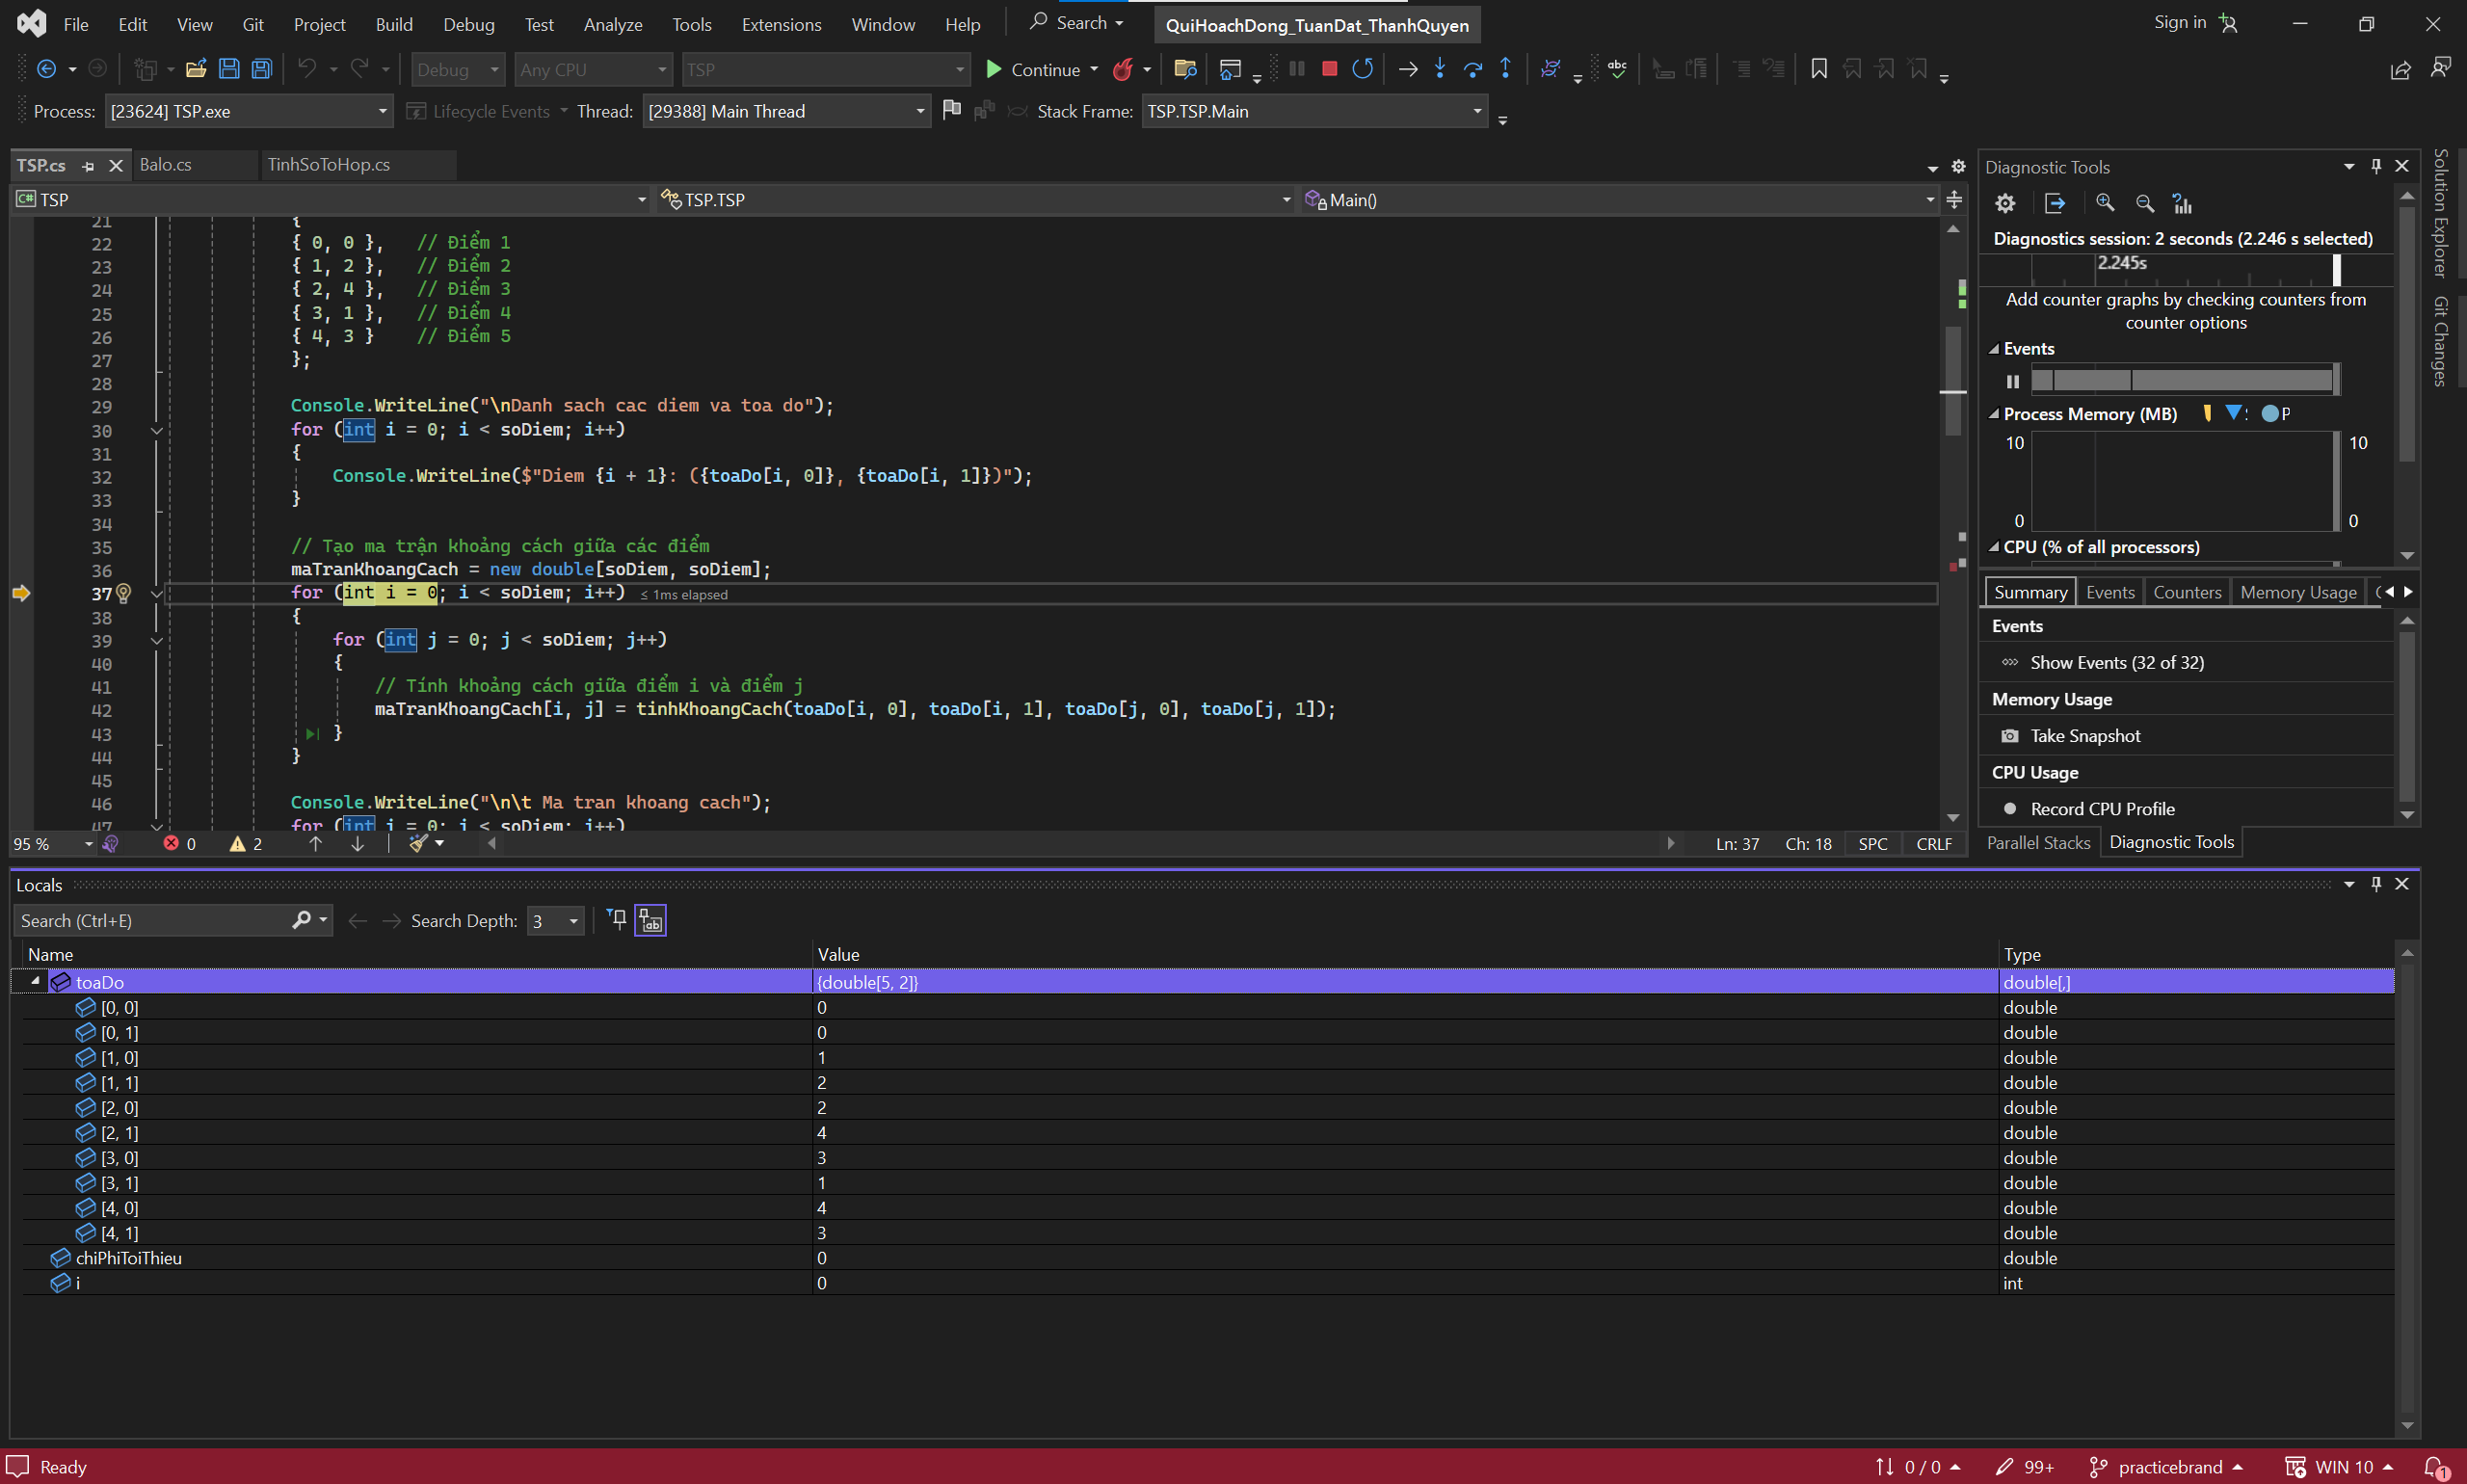 File Edit View Git Project Build Debug Test Analyze Tools Extensions Window Help Search QuiHoachDong_TuanDat_ThanhQuyen Sign in
Debug Any CPU TSP Continue
Process: [23624] TSP.exe Lifecycle Events Thread: [29388] Main Thread Stack Frame: TSP.TSP.Main
TSP.cs Balo.cs TinhSoToHop.cs
TSP TSP.TSP Main()
21 {
22 { 0, 0 }, // Điểm 1
23 { 1, 2 }, // Điểm 2
24 { 2, 4 }, // Điểm 3
25 { 3, 1 }, // Điểm 4
26 { 4, 3 } // Điểm 5
27 };
28
29 Console.WriteLine("\nDanh sach cac diem va toa do");
30 for (int i = 0; i < soDiem; i++)
31 {
32 Console.WriteLine($"Diem {i + 1}: ({toaDo[i, 0]}, {toaDo[i, 1]})");
33 }
34
35 // Tạo ma trận khoảng cách giữa các điểm
36 maTranKhoangCach = new double[soDiem, soDiem];
37 for (int i = 0; i < soDiem; i++) ≤ 1ms elapsed
38 {
39 for (int j = 0; j < soDiem; j++)
40 {
41 // Tính khoảng cách giữa điểm i và điểm j
42 maTranKhoangCach[i, j] = tinhKhoangCach(toaDo[i, 0], toaDo[i, 1], toaDo[j, 0], toaDo[j, 1]);
43 }
44 }
45
46 Console.WriteLine("\n\t Ma tran khoang cach");
47 for (int i = 0; i < soDiem; i++)
95 % 0 2 Ln: 37 Ch: 18 SPC CRLF
Diagnostic Tools
Diagnostics session: 2 seconds (2.246 s selected)
2.245s
Add counter graphs by checking counters from
counter options
Events
Process Memory (MB) P
10 10
0 0
CPU (% of all processors)
Summary Events Counters Memory Usage
Events
Show Events (32 of 32)
Memory Usage
Take Snapshot
CPU Usage
Record CPU Profile
Parallel Stacks Diagnostic Tools
Solution Explorer
Git Changes
Locals
Search (Ctrl+E) Search Depth: 3
Name Value Type
toaDo {double[5, 2]} double[,]
[0, 0] 0 double
[0, 1] 0 double
[1, 0] 1 double
[1, 1] 2 double
[2, 0] 2 double
[2, 1] 4 double
[3, 0] 3 double
[3, 1] 1 double
[4, 0] 4 double
[4, 1] 3 double
chiPhiToiThieu 0 double
i 0 int
Ready 0 / 0 99+ practicebrand WIN 10 1